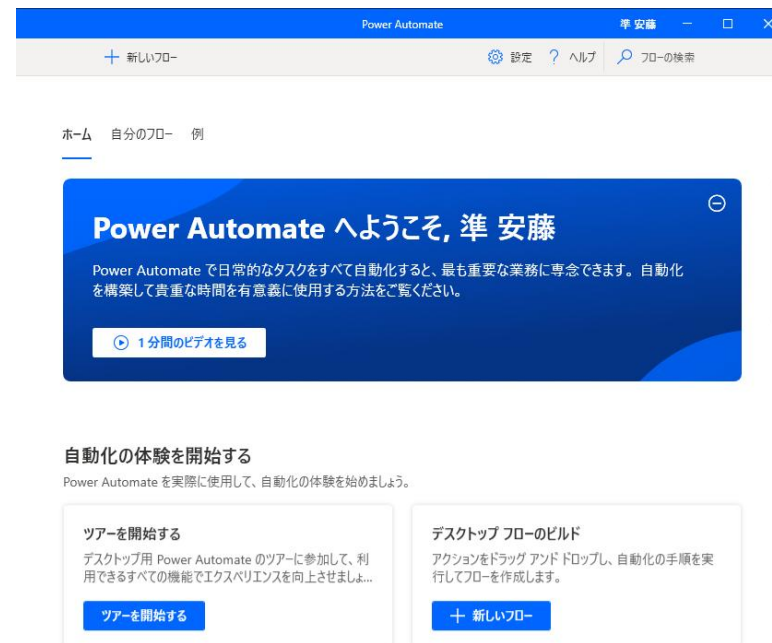 Power Automate
準 安藤
新しいフロー
設定
ヘルプ
フローの検索
ホーム 自分のフロー 例
Power Automate へようこそ, 準 安藤
Power Automate で日常的なタスクをすべて自動化すると、最も重要な業務に専念できます。自動化
を構築して貴重な時間を有意義に使用する方法をご覧ください。
1 分間のビデオを見る
自動化の体験を開始する
Power Automate を実際に使用して、自動化の体験を始めましょう。
ツアーを開始する
デスクトップ用 Power Automate のツアーに参加して、利
用できるすべての機能でエクスペリエンスを向上させましょ...
ツアーを開始する
デスクトップ フローのビルド
アクションをドラッグ アンド ドロップし、自動化の手順を実
行してフローを作成します。
新しいフロー